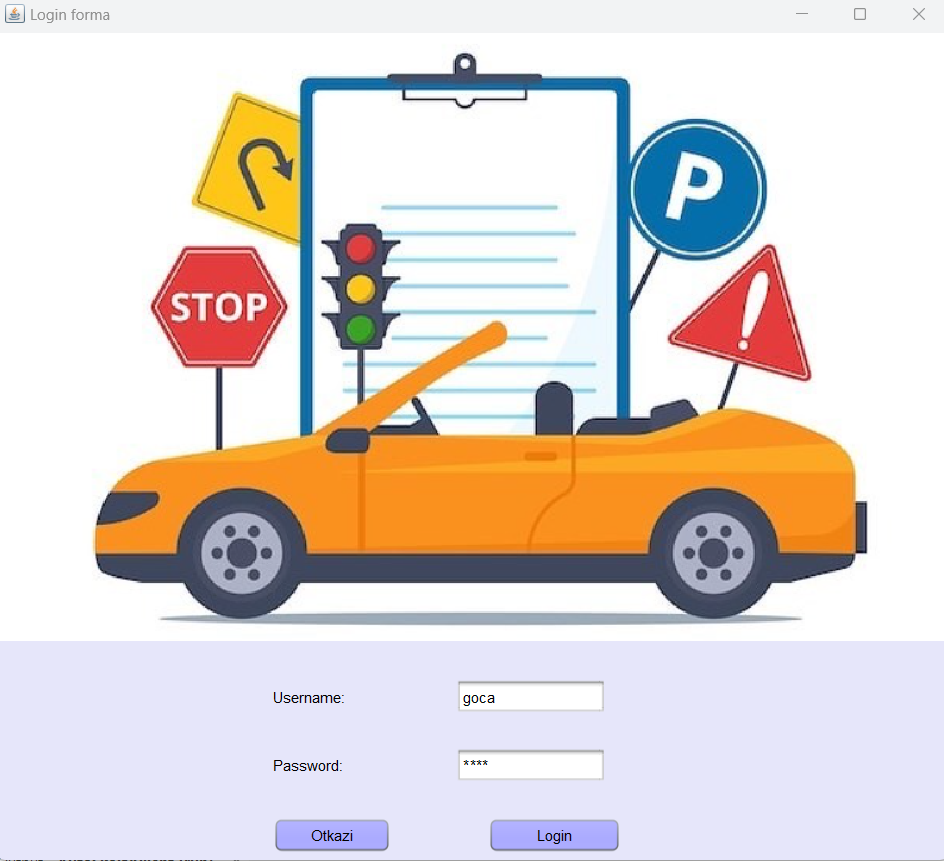 Login forma
P
STOP
!
Username: goca
Password: ****
Otkazi Login